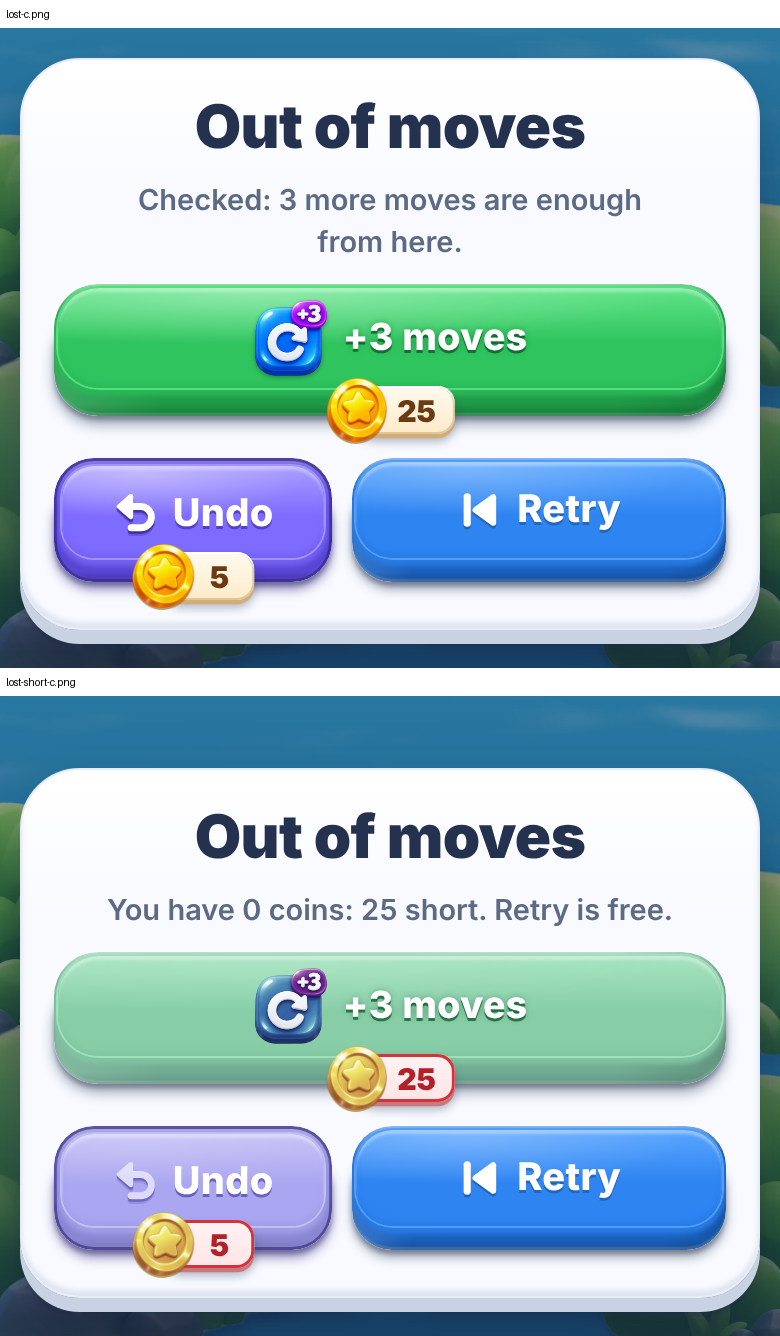 lost-c.png
Out of moves
Checked: 3 more moves are enough
from here.
+3
+3 moves
25
Undo
Retry
5
lost-short-c.png
Out of moves
You have 0 coins: 25 short. Retry is free.
+3
+3 moves
25
Undo
Retry
5